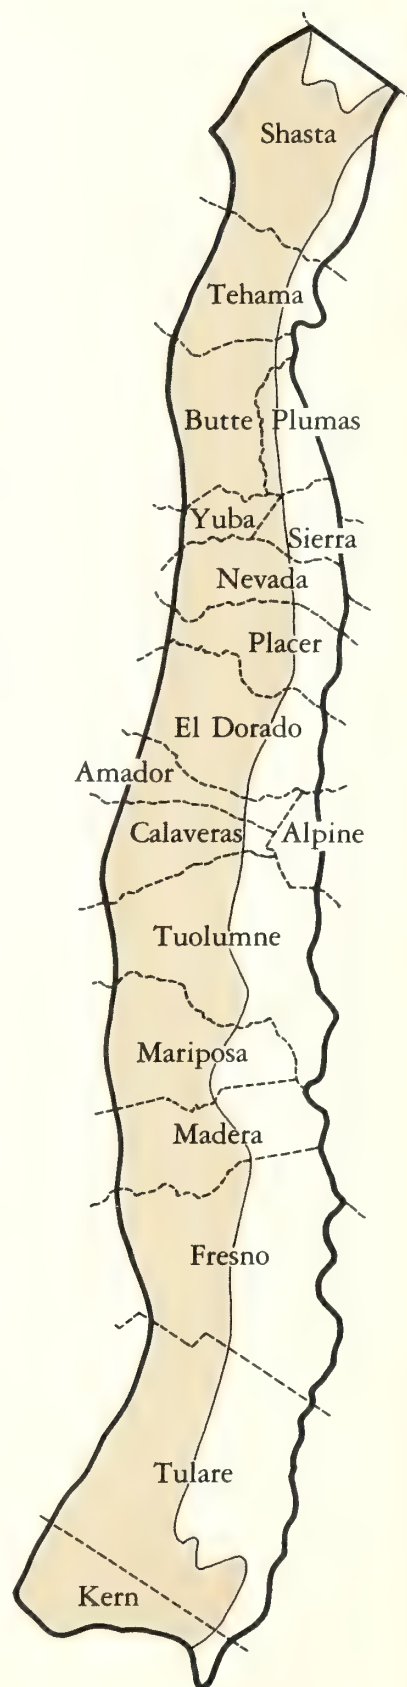 Shasta
Tehama
Butte Plumas
Yuba
Sierra
Nevada
Placer
El Dorado
Amador
Calaveras Alpine
Tuolumne
Mariposa
Madera
Fresno
Tulare
Kern